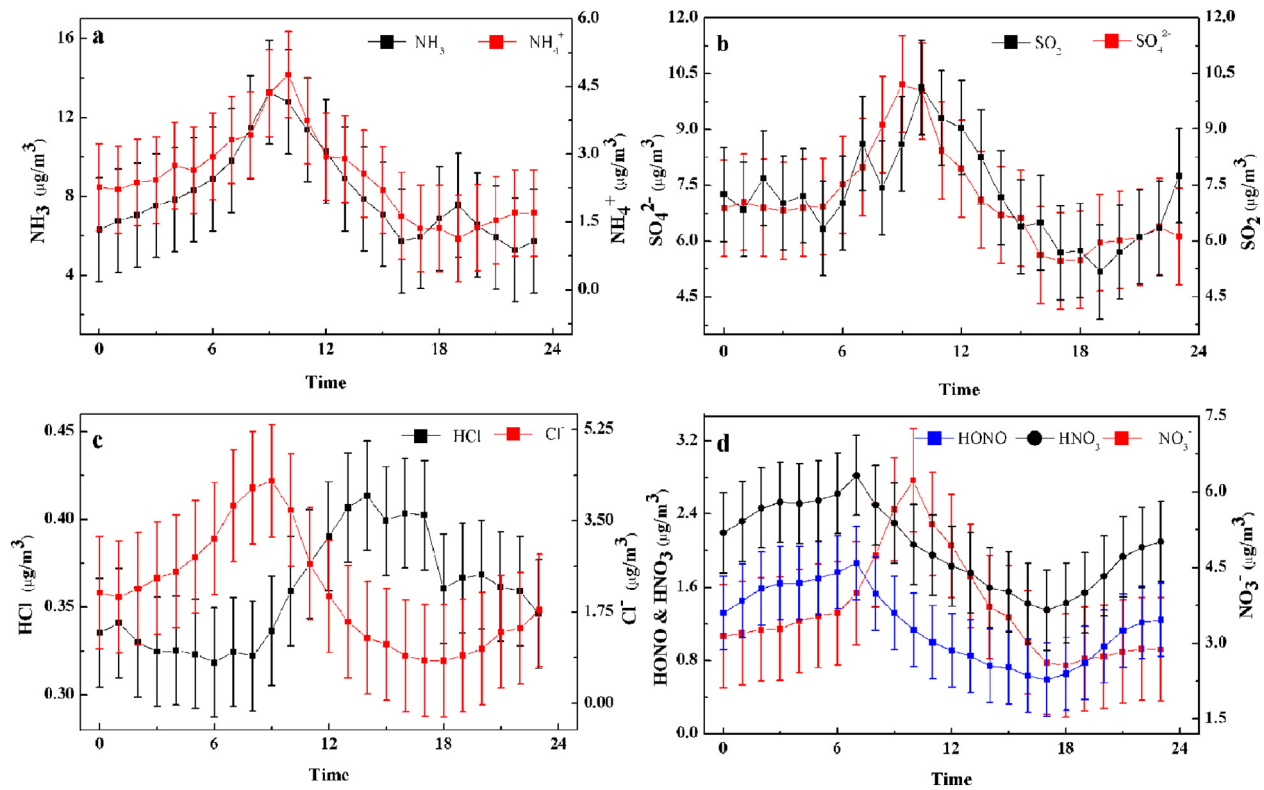 a
NH3
NH4+
16
12
8
4
NH3 (μg/m3)
6.0
4.5
3.0
1.5
0.0
NH4+ (μg/m3)
0 6 12 18 24
Time
b
SO2
SO42-
12.0
10.5
9.0
7.5
6.0
4.5
SO42- (μg/m3)
12.0
10.5
9.0
7.5
6.0
4.5
SO2 (μg/m3)
0 6 12 18 24
Time
c
HCl
Cl-
0.45
0.40
0.35
0.30
HCl (μg/m3)
5.25
3.50
1.75
0.00
Cl- (μg/m3)
0 6 12 18 24
Time
d
HONO
HNO3
NO3-
3.2
2.4
1.6
0.8
0.0
HONO & HNO3 (μg/m3)
7.5
6.0
4.5
3.0
1.5
NO3- (μg/m3)
0 6 12 18 24
Time